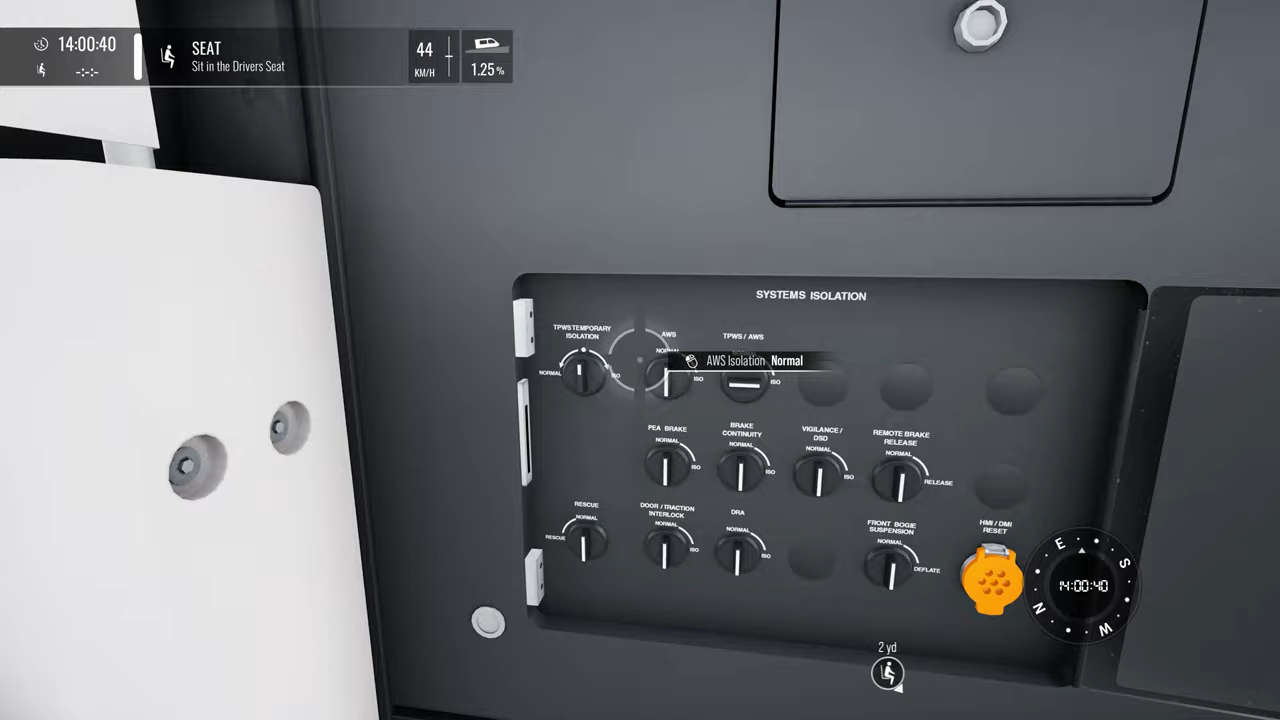 14:00:40
-:-:-
SEAT
Sit in the Drivers Seat
44
KM/H
1.25 %
SYSTEMS ISOLATION
TPWS TEMPORARY
ISOLATION
NORMAL
ISO
AWS
NORMAL
ISO
TPWS / AWS
ISO
AWS Isolation Normal
PEA BRAKE
NORMAL
ISO
BRAKE
CONTINUITY
NORMAL
ISO
VIGILANCE /
DSD
NORMAL
ISO
REMOTE BRAKE
RELEASE
NORMAL
RELEASE
RESCUE
NORMAL
RESCUE
DOOR / TRACTION
INTERLOCK
NORMAL
ISO
DRA
NORMAL
ISO
FRONT BOGIE
SUSPENSION
NORMAL
DEFLATE
HMI / DMI
RESET
E
S
N
W
14:00:40
2 yd